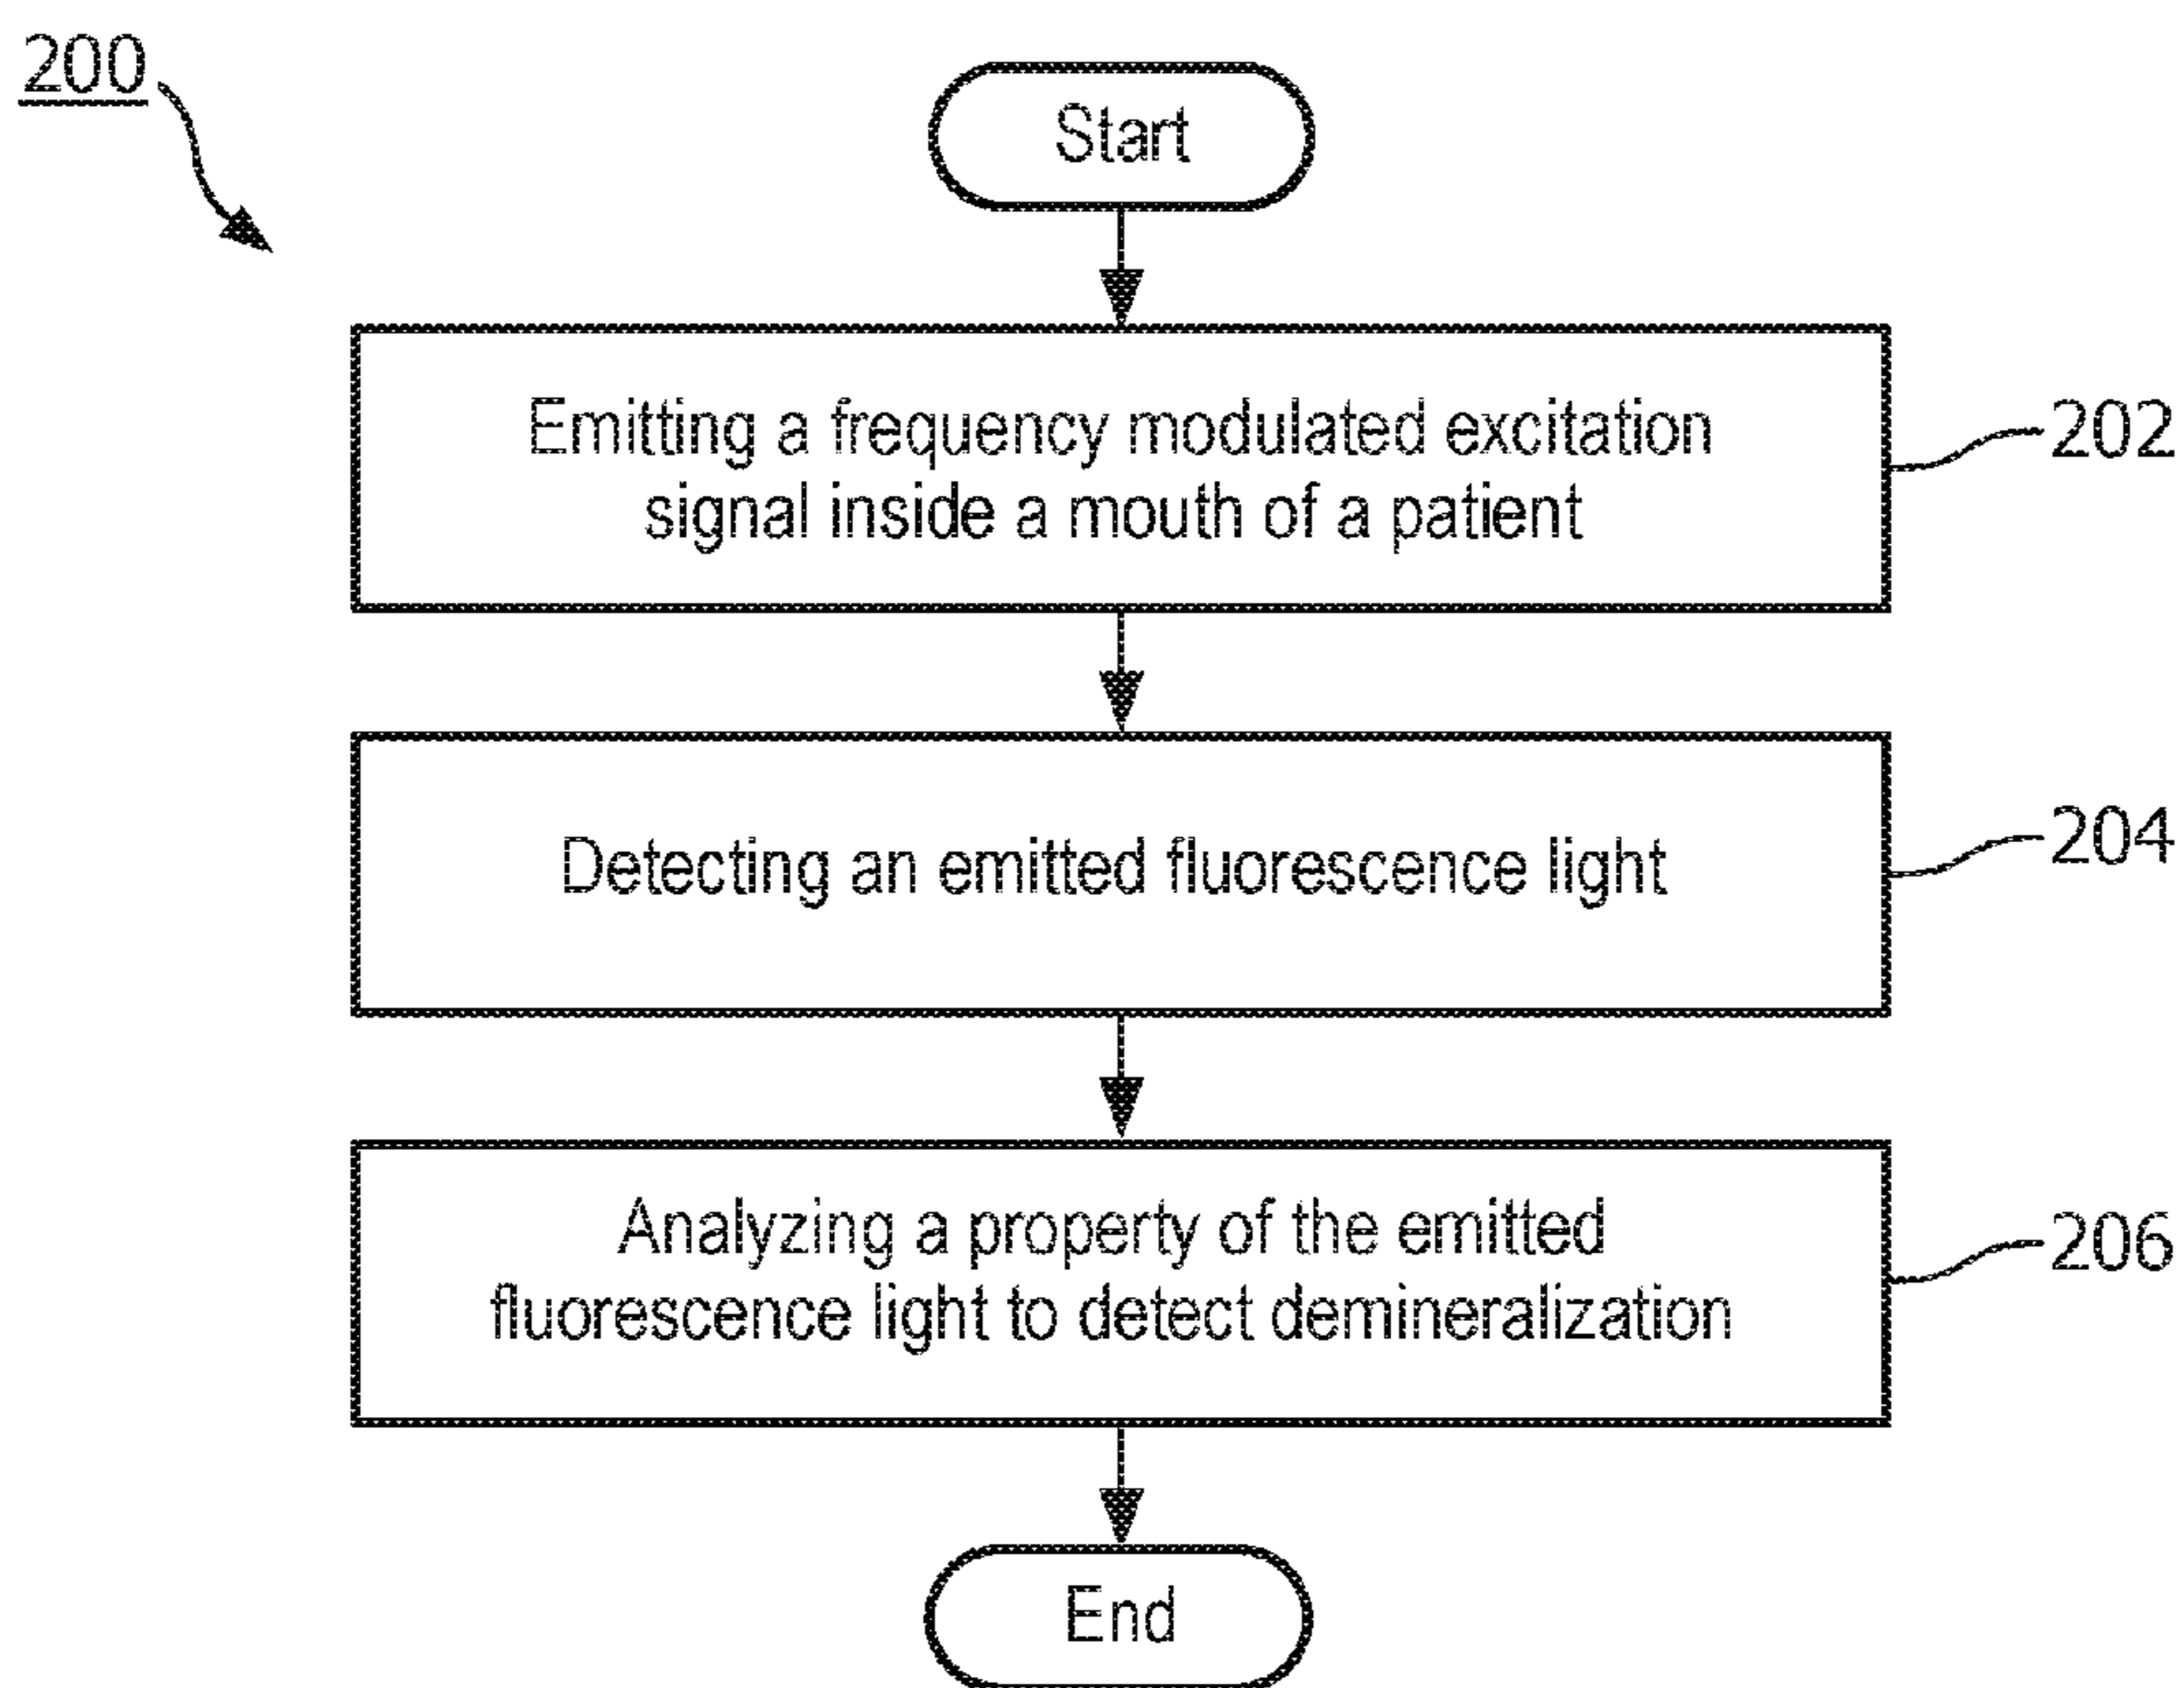 200
Start
Emitting a frequency modulated excitation
signal inside a mouth of a patient
202
Detecting an emitted fluorescence light
204
Analyzing a property of the emitted
fluorescence light to detect demineralization
206
End